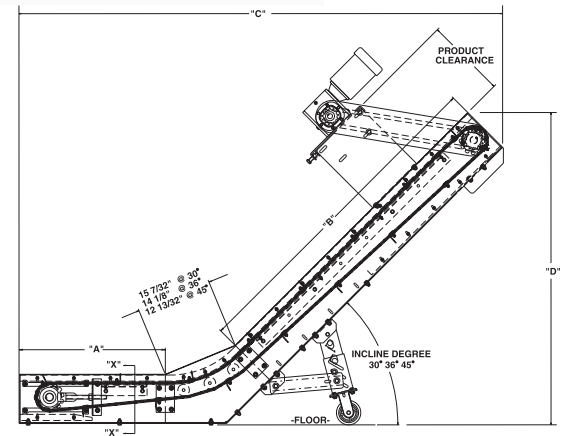 "C"
PRODUCT
CLEARANCE
"B"
"D"
15 7/32" @ 30°
14 1/8" @ 36°
12 13/32" @ 45°
"A"
"X"
INCLINE DEGREE
30° 36° 45°
-FLOOR-
"X"